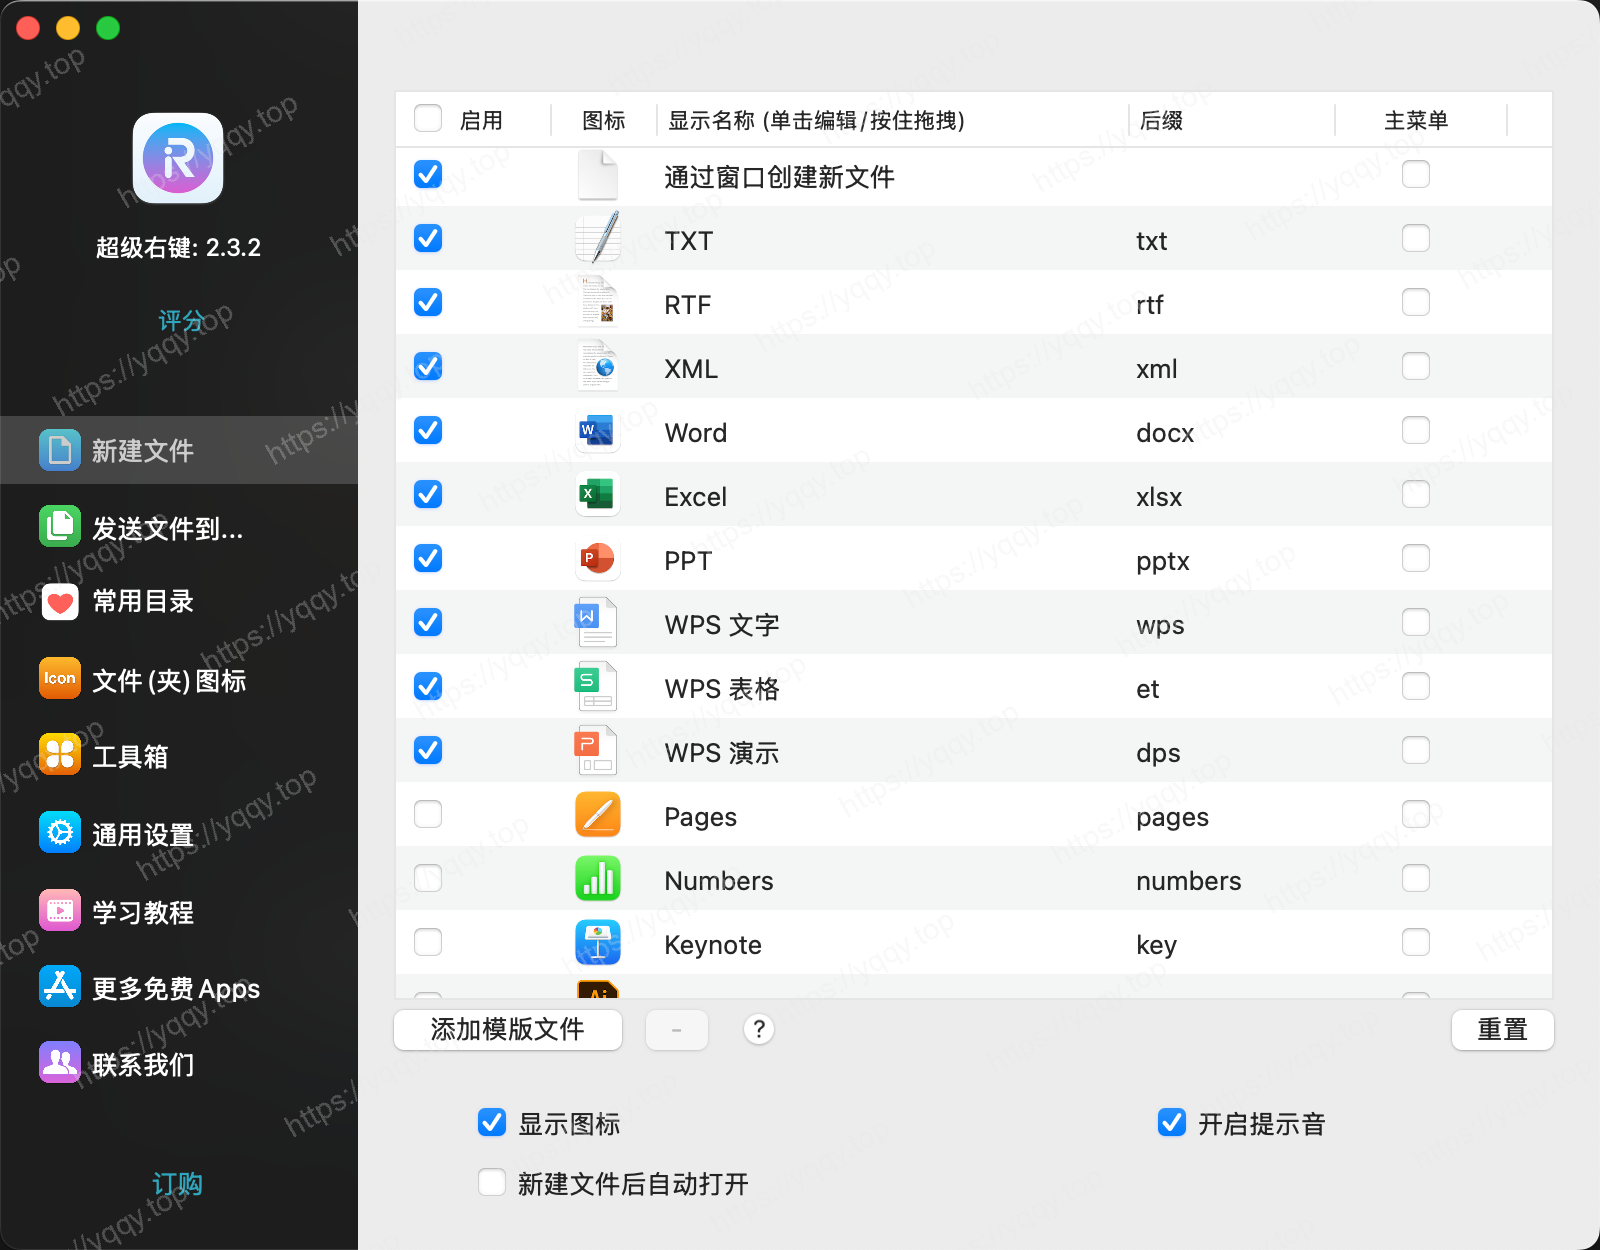 超级右键: 2.3.2
评分
新建文件
发送文件到...
常用目录
Icon 文件(夹)图标
工具箱
通用设置
学习教程
更多免费Apps
联系我们
订购
启用 图标 显示名称 (单击编辑/按住拖拽) 后缀 主菜单
通过窗口创建新文件
TXT txt
RTF rtf
XML xml
W Word docx
X Excel xlsx
P PPT pptx
W WPS 文字 wps
S WPS 表格 et
P WPS 演示 dps
Pages pages
Numbers numbers
Keynote key
Ai
添加模版文件 - ? 重置
显示图标 开启提示音
新建文件后自动打开
https://yqqy.top